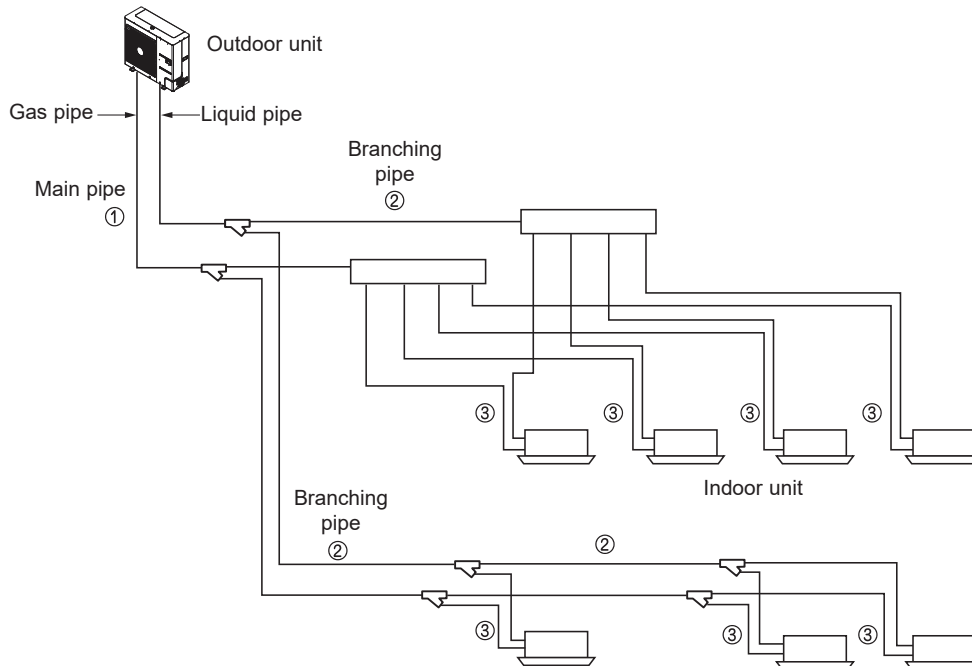 Outdoor unit
Gas pipe
Liquid pipe
Branching
pipe
②
Main pipe
①
③
③
③
③
Indoor unit
Branching
pipe
②
②
③
③
③